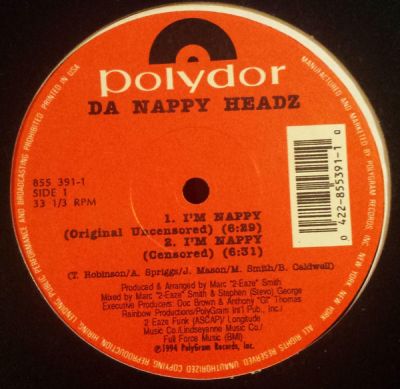 polydor
DA NAPPY HEADZ
855 391-1
SIDE 1
33 1/3 RPM
0 422-855391-1 0
1. I'M NAPPY
(Original Uncensored) (6:29)
2. I'M NAPPY
(Censored) (6:31)
(T. Robinson/A. Spriggs/J. Mason/M. Smith/B. Caldwell)
Produced & Arranged by Marc "2-Eaze" Smith
Mixed by Marc "2-Eaze" Smith & Stephen (Stevo) George
Executive Producers: Doc Brown & Anthony "GI" Thomas
Rainbow Productions/PolyGram Int'l Pub., Inc./
2 Eaze Funk (ASCAP)/ Longitude
Music Co./Lindseyanne Music Co./
Full Force Music (BMI)
©1994 PolyGram Records, Inc.
MANUFACTURED AND MARKETED BY POLYGRAM RECORDS, INC. NEW YORK, NEW YORK
ALL RIGHTS RESERVED UNAUTHORIZED COPYING, REPRODUCTION, HIRING, LENDING, PUBLIC PERFORMANCE AND BROADCASTING PROHIBITED. PRINTED IN USA